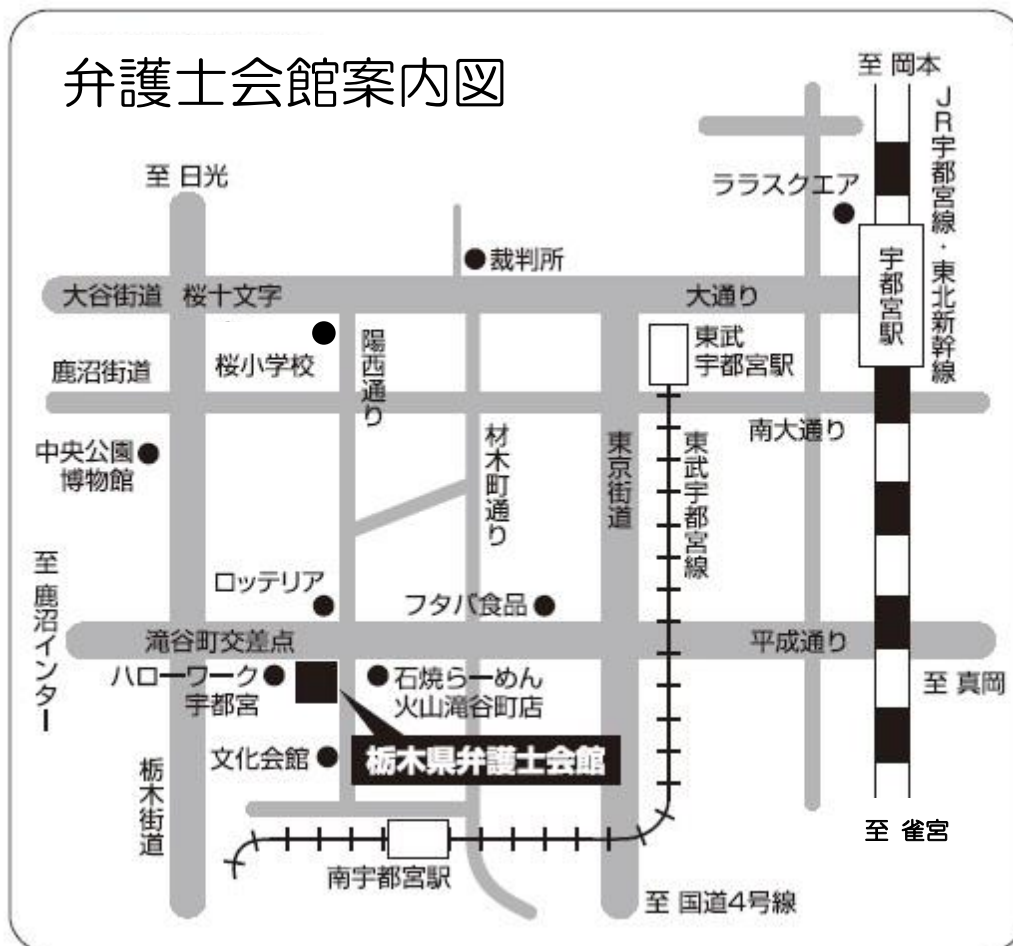 弁護士会館案内図
至 岡本
JR宇都宮線・東北新幹線
至 日光
ララスクエア
裁判所
宇都宮駅
大谷街道 桜十文字
大通り
桜小学校
陽西通り
東武
宇都宮駅
鹿沼街道
南大通り
中央公園
博物館
材木町通り
東京街道
東武宇都宮線
至 鹿沼インター
ロッテリア
フタバ食品
滝谷町交差点
平成通り
ハローワーク
宇都宮
石焼らーめん
火山滝谷町店
至 真岡
文化会館
栃木県弁護士会館
栃木街道
至 雀宮
南宇都宮駅
至 国道4号線